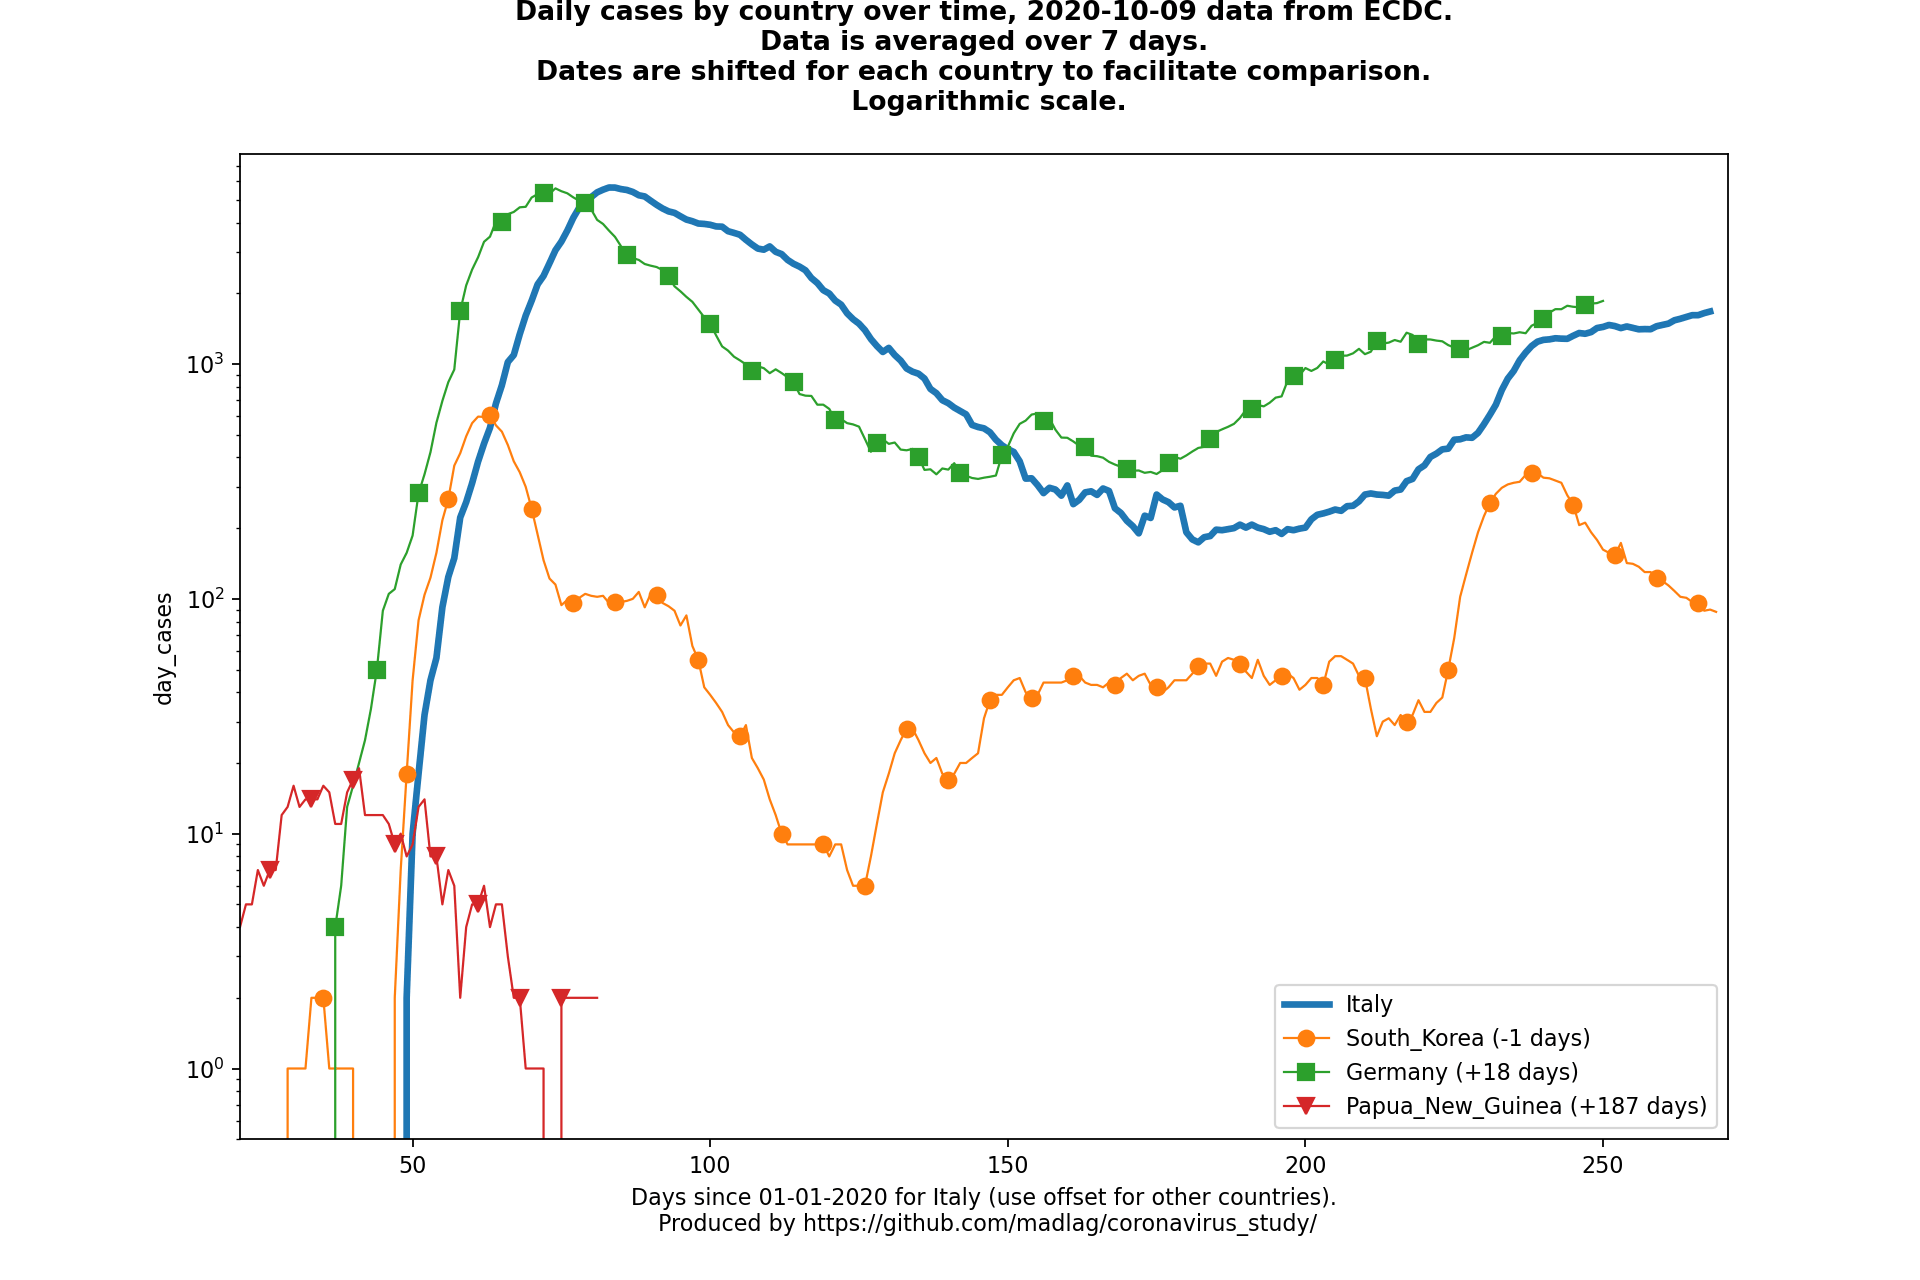 Daily cases by country over time, 2020-10-09 data from ECDC.
Data is averaged over 7 days.
Dates are shifted for each country to facilitate comparison.
Logarithmic scale.
10³
10²
10¹
10⁰
day_cases
Italy
South_Korea (-1 days)
Germany (+18 days)
Papua_New_Guinea (+187 days)
50 100 150 200 250
Days since 01-01-2020 for Italy (use offset for other countries).
Produced by https://github.com/madlag/coronavirus_study/